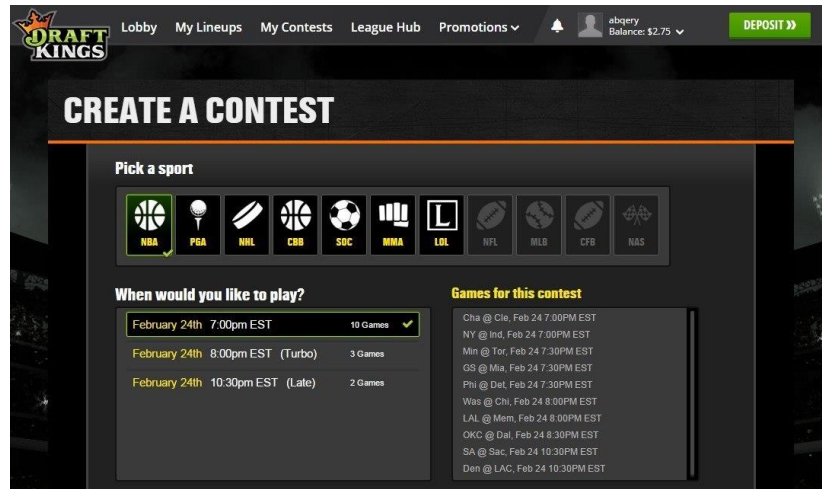 DRAFT
KINGS
Lobby My Lineups My Contests League Hub Promotions
abqery
Balance: $2.75
DEPOSIT
CREATE A CONTEST
Pick a sport
NBA PGA NHL CBB SOC MMA L LOL NFL MLB CFB NAS
When would you like to play?
February 24th 7:00pm EST 10 Games
February 24th 8:00pm EST (Turbo) 3 Games
February 24th 10:30pm EST (Late) 2 Games
Games for this contest
Cha @ Cle, Feb 24 7:00PM EST
NY @ Ind, Feb 24 7:00PM EST
Min @ Tor, Feb 24 7:30PM EST
GS @ Mia, Feb 24 7:30PM EST
Phi @ Det, Feb 24 7:30PM EST
Was @ Chi, Feb 24 8:00PM EST
LAL @ Mem, Feb 24 8:00PM EST
OKC @ Dal, Feb 24 8:30PM EST
SA @ Sac, Feb 24 10:30PM EST
Den @ LAC, Feb 24 10:30PM EST